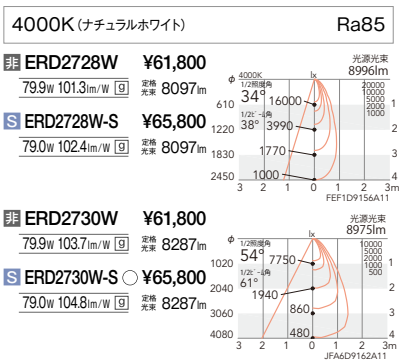 4000K（ナチュラルホワイト） Ra85
非 ERD2728W ¥61,800
79.9W 101.3lm/W g 定格光束 8097lm
S ERD2728W-S ¥65,800
79.0W 102.4lm/W g 定格光束 8097lm
光源光束
8996lm
φ 4000K lx
1/2照度角
34°
1/2ビーム角
38°
20000
10000
5000
2000
1000
610 16000 1
1220 3990 2
1830 1770 3
2450 1000 4
3 2 1 0 1 2 3m
FEF1D9156A11
非 ERD2730W ¥61,800
79.9W 103.7lm/W g 定格光束 8287lm
S ERD2730W-S ○ ¥65,800
79.0W 104.8lm/W g 定格光束 8287lm
光源光束
8975lm
φ 4000K lx
1/2照度角
54°
1/2ビーム角
61°
10000
5000
2000
1000
500
1020 7750 1
2040 1940 2
3060 860 3
4080 480 4
3 2 1 0 1 2 3m
JFA6D9162A11